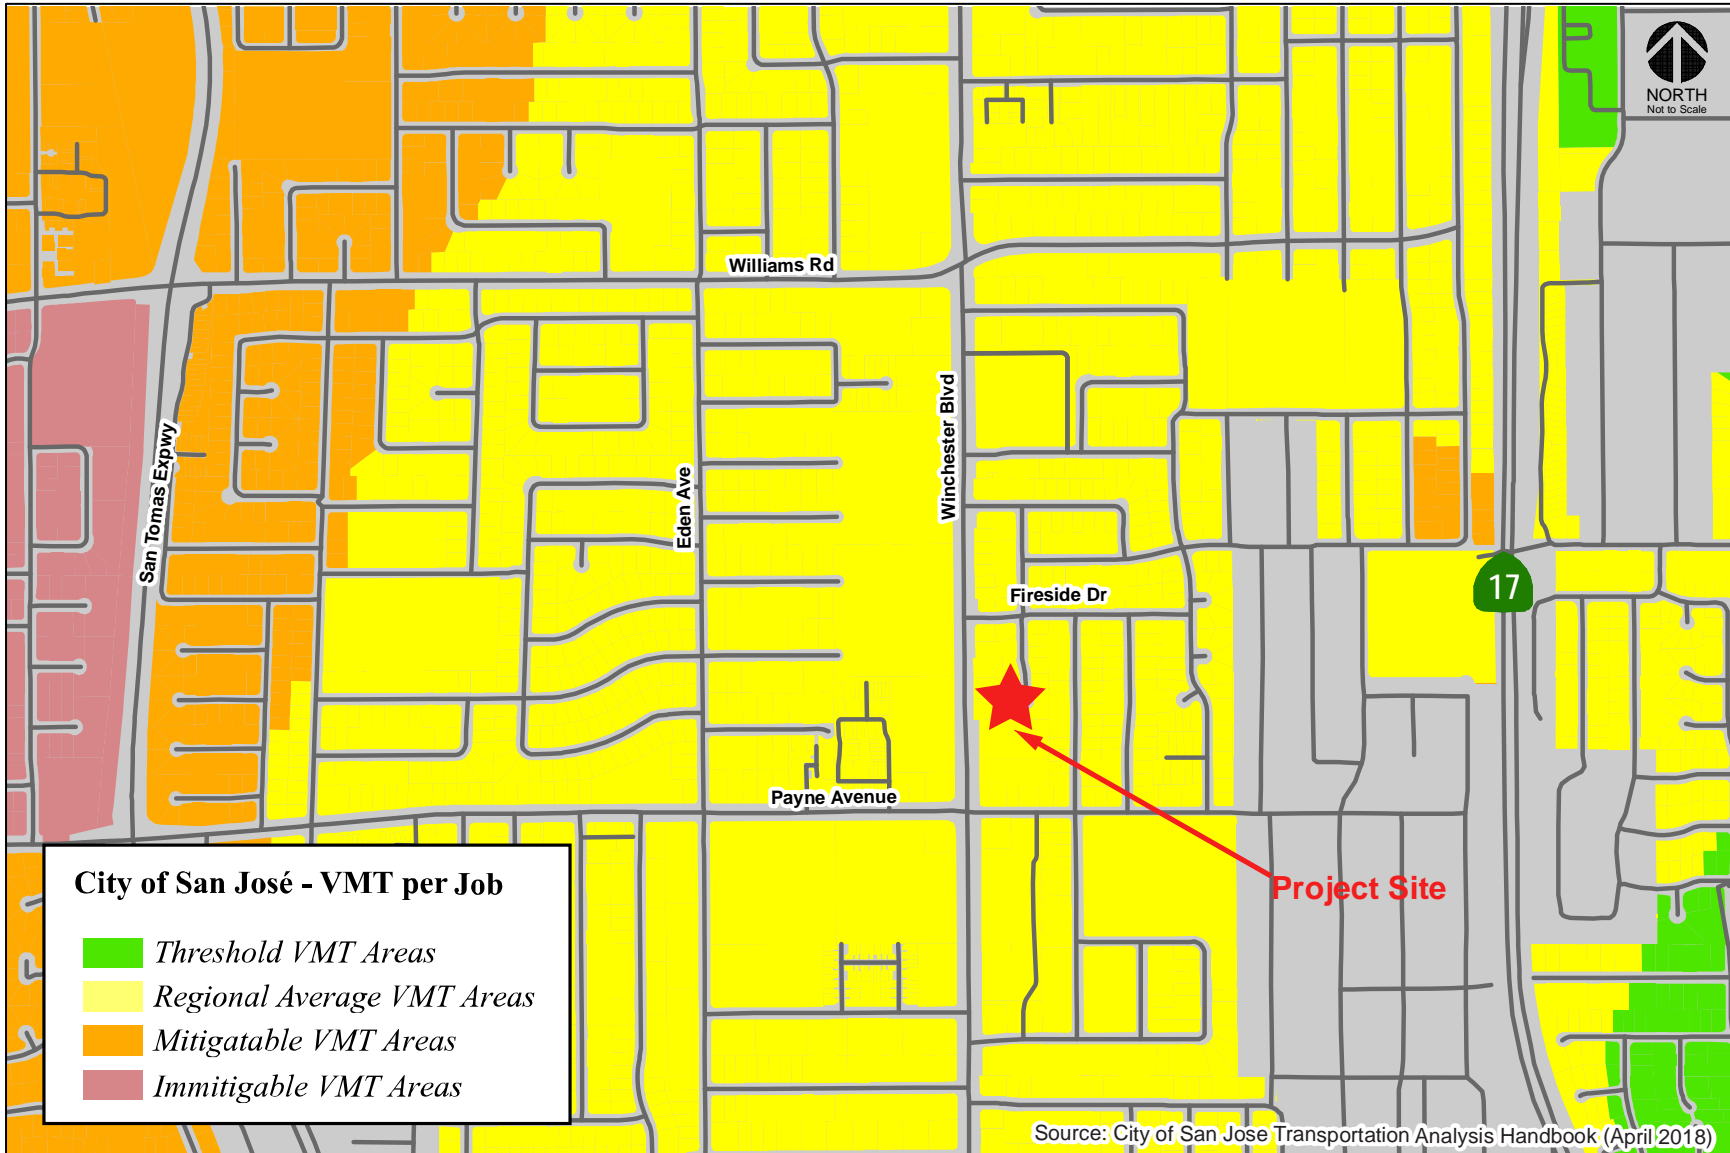 NORTH
Not to Scale
Williams Rd
Winchester Blvd
San Tomas Expwy
Eden Ave
17
Fireside Dr
Payne Avenue
Project Site
City of San José - VMT per Job
Threshold VMT Areas
Regional Average VMT Areas
Mitigatable VMT Areas
Immitigable VMT Areas
Source: City of San Jose Transportation Analysis Handbook (April 2018)